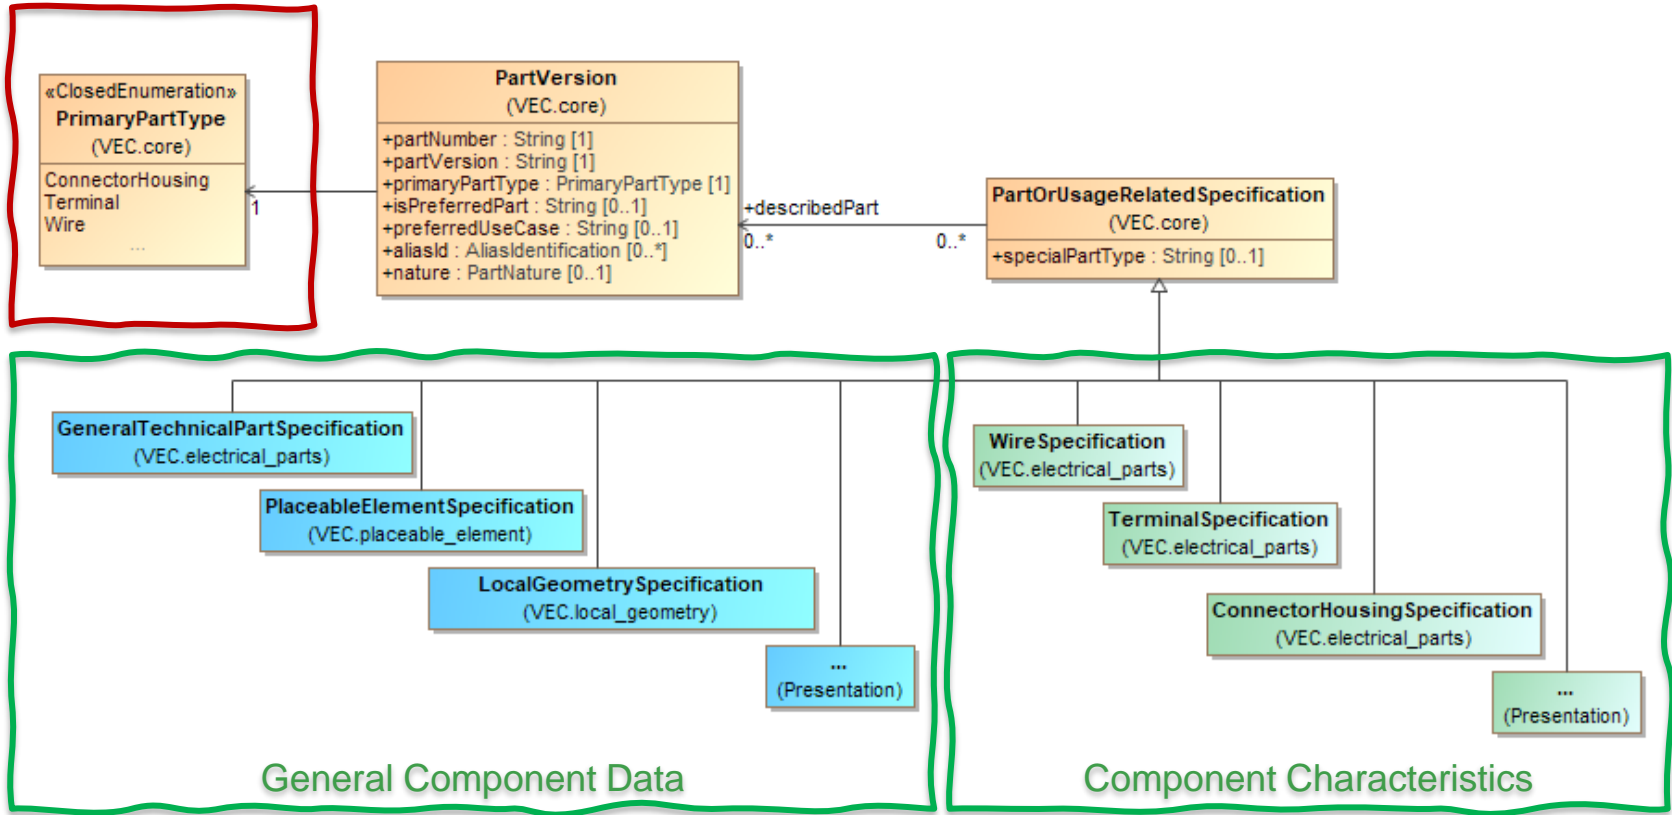 «ClosedEnumeration»
PrimaryPartType
(VEC.core)
ConnectorHousing
Terminal
Wire
...
1
PartVersion
(VEC.core)
+partNumber : String [1]
+partVersion : String [1]
+primaryPartType : PrimaryPartType [1]
+isPreferredPart : String [0..1]
+preferredUseCase : String [0..1]
+aliasId : AliasIdentification [0..*]
+nature : PartNature [0..1]
+describedPart
0..*
0..*
PartOrUsageRelatedSpecification
(VEC.core)
+specialPartType : String [0..1]
GeneralTechnicalPartSpecification
(VEC.electrical_parts)
PlaceableElementSpecification
(VEC.placeable_element)
LocalGeometrySpecification
(VEC.local_geometry)
...
(Presentation)
General Component Data
WireSpecification
(VEC.electrical_parts)
TerminalSpecification
(VEC.electrical_parts)
ConnectorHousingSpecification
(VEC.electrical_parts)
...
(Presentation)
Component Characteristics